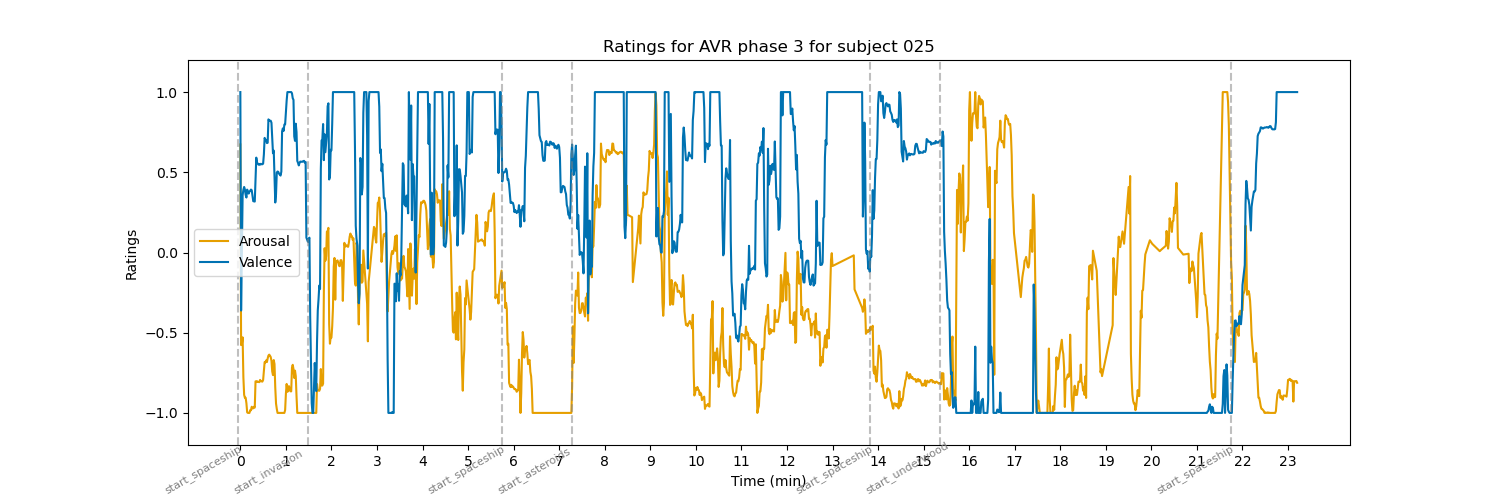 Ratings for AVR phase 3 for subject 025
Ratings
1.0
0.5
0.0
−0.5
−1.0
Arousal
Valence
0 1 2 3 4 5 6 7 8 9 10 11 12 13 14 15 16 17 18 19 20 21 22 23
start_spaceship
start_invasion
start_spaceship
start_asteroids
start_spaceship
start_underwood
start_spaceship
Time (min)